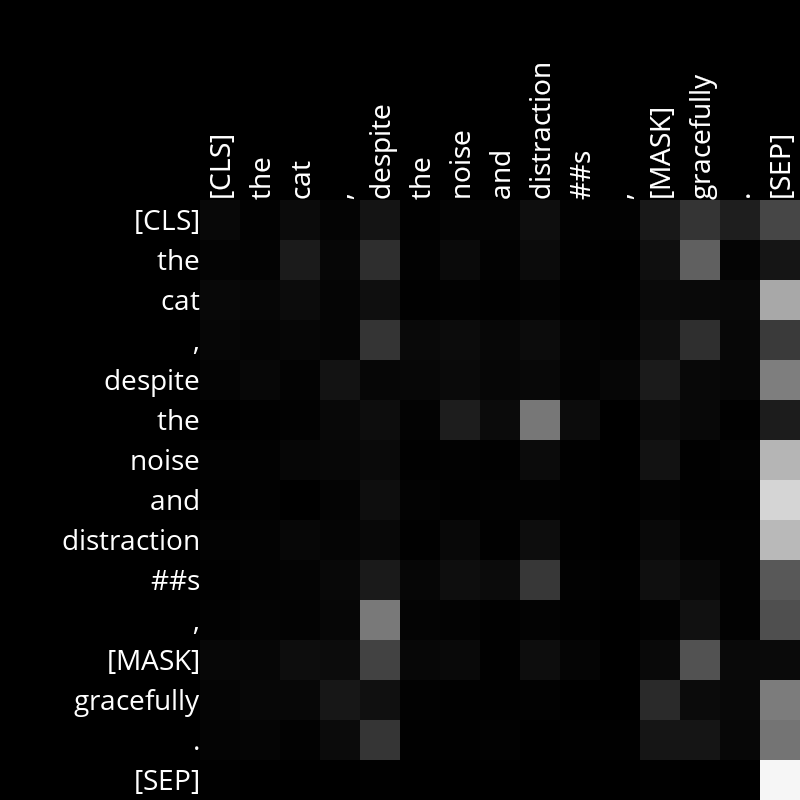 [CLS] the cat , despite the noise and distraction ##s , [MASK] gracefully . [SEP]
[CLS]
the
cat
,
despite
the
noise
and
distraction
##s
,
[MASK]
gracefully
.
[SEP]